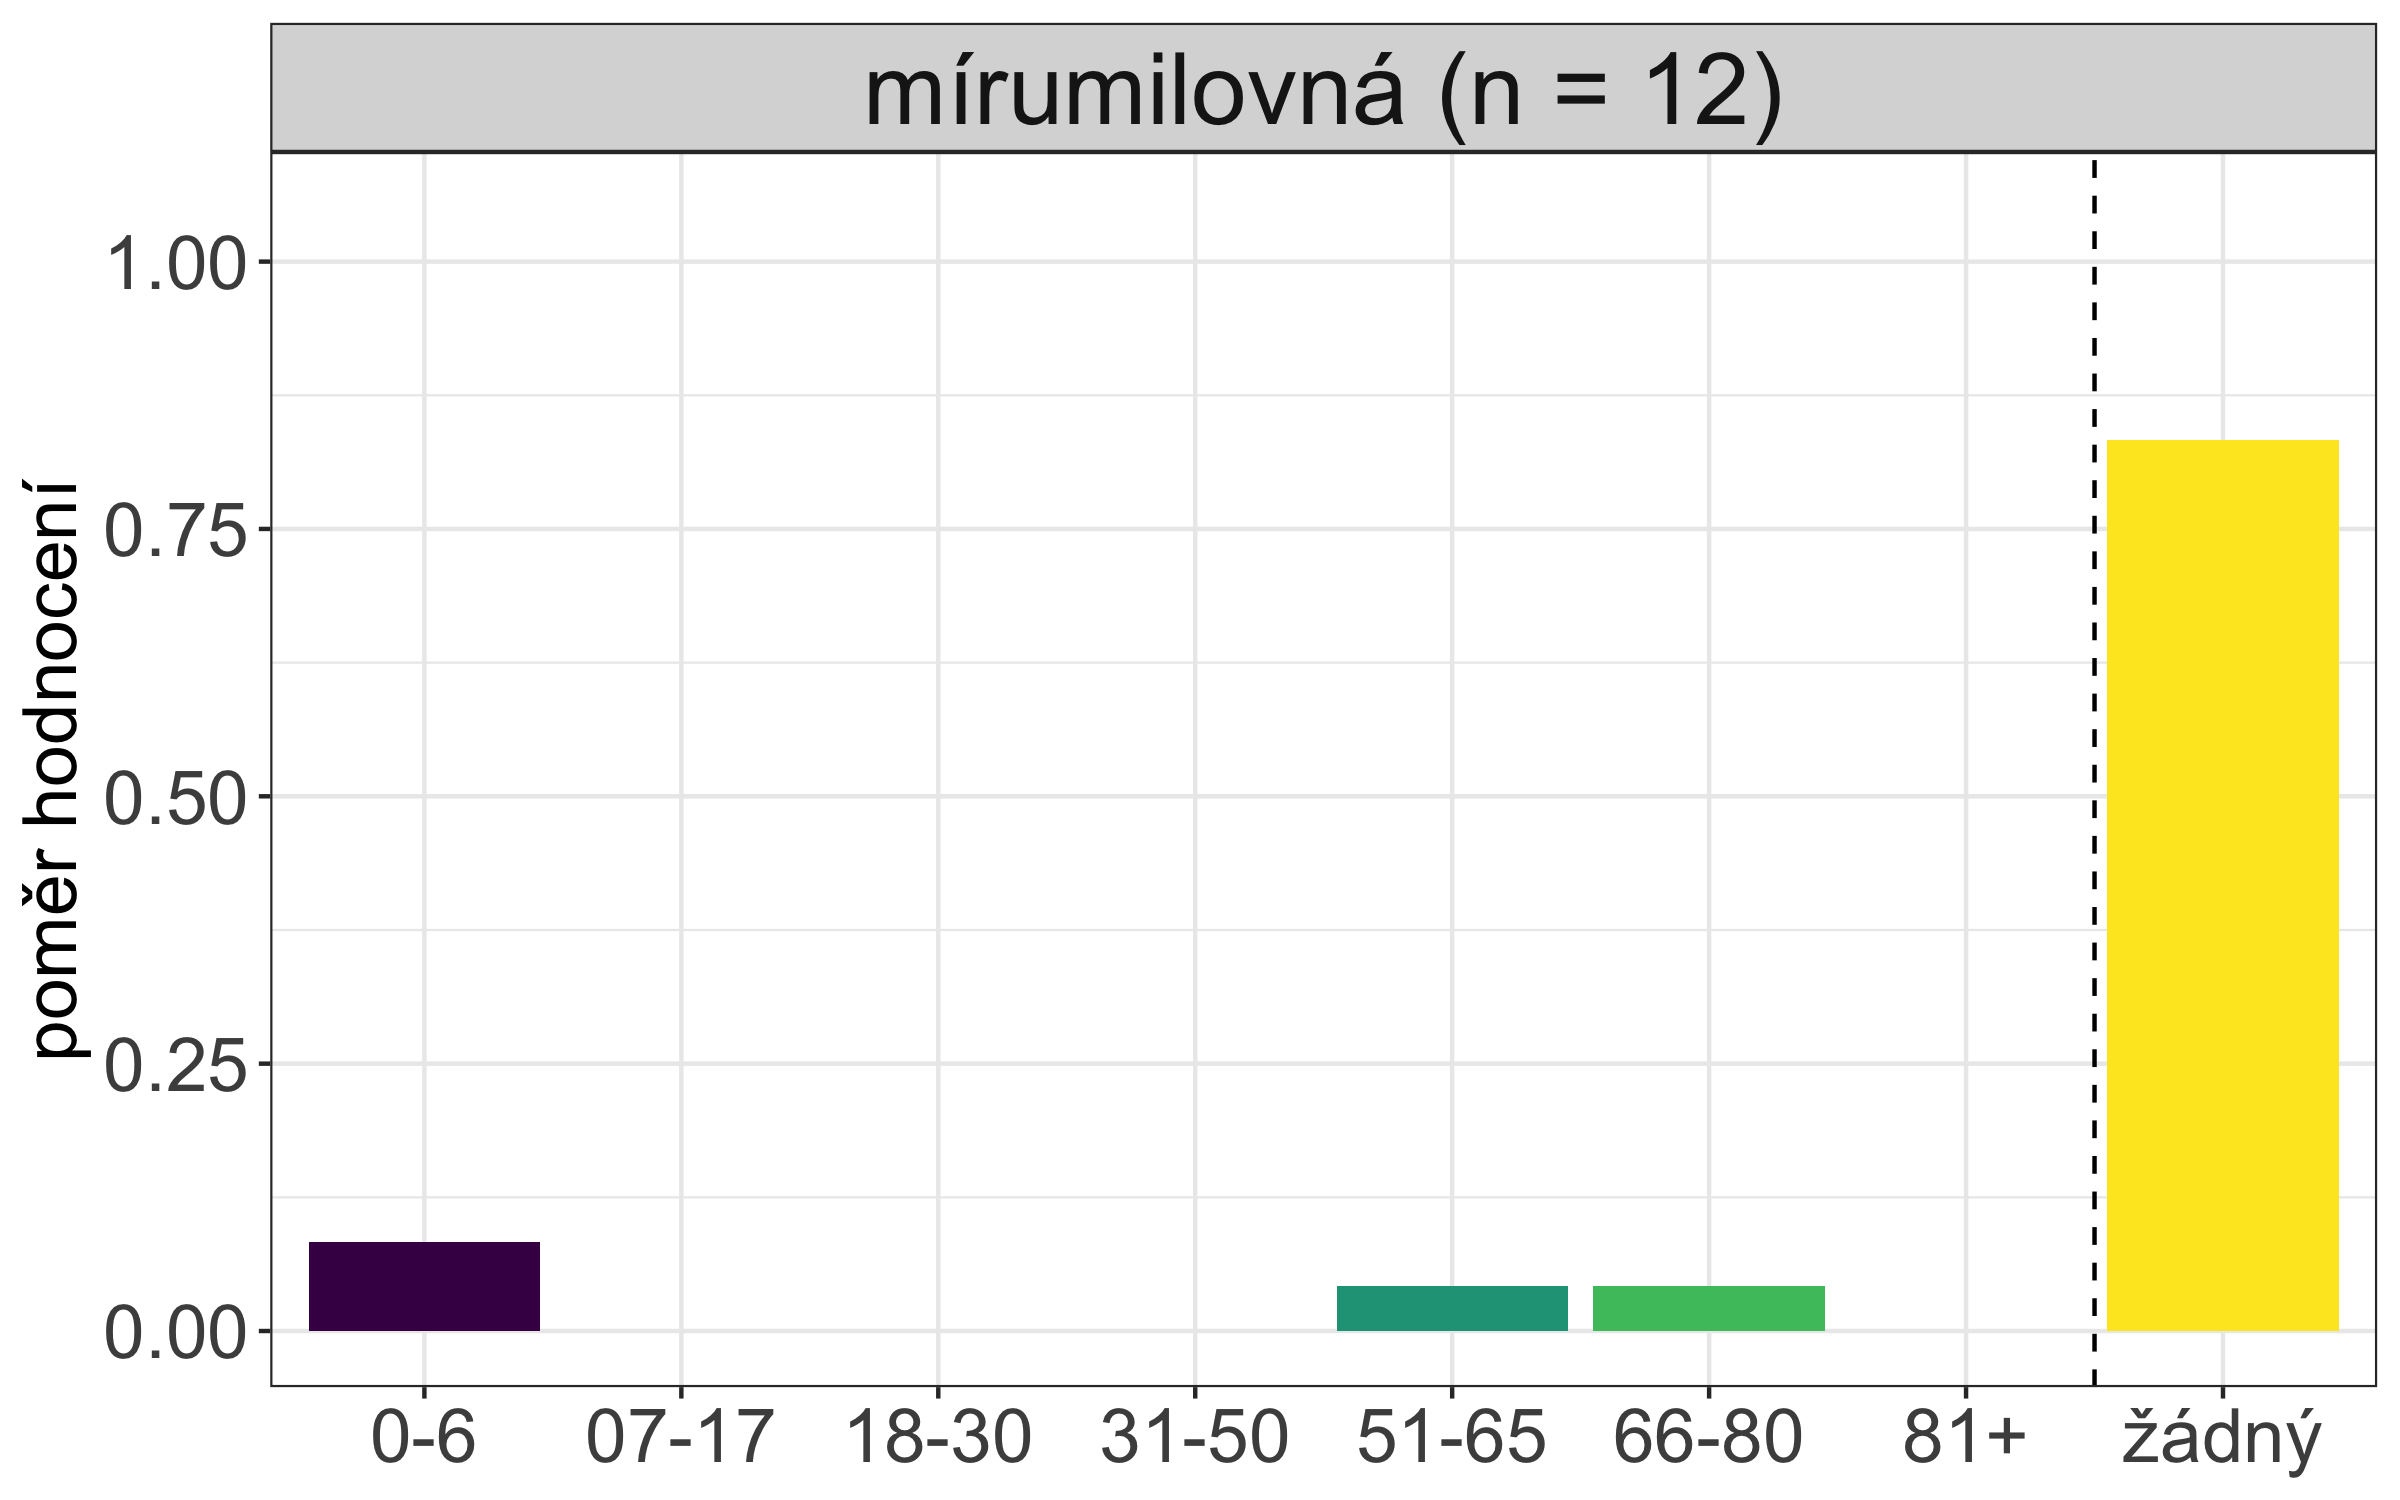 mírumilovná (n = 12)
poměr hodnocení
1.00
0.75
0.50
0.25
0.00
0-6 07-17 18-30 31-50 51-65 66-80 81+ žádný